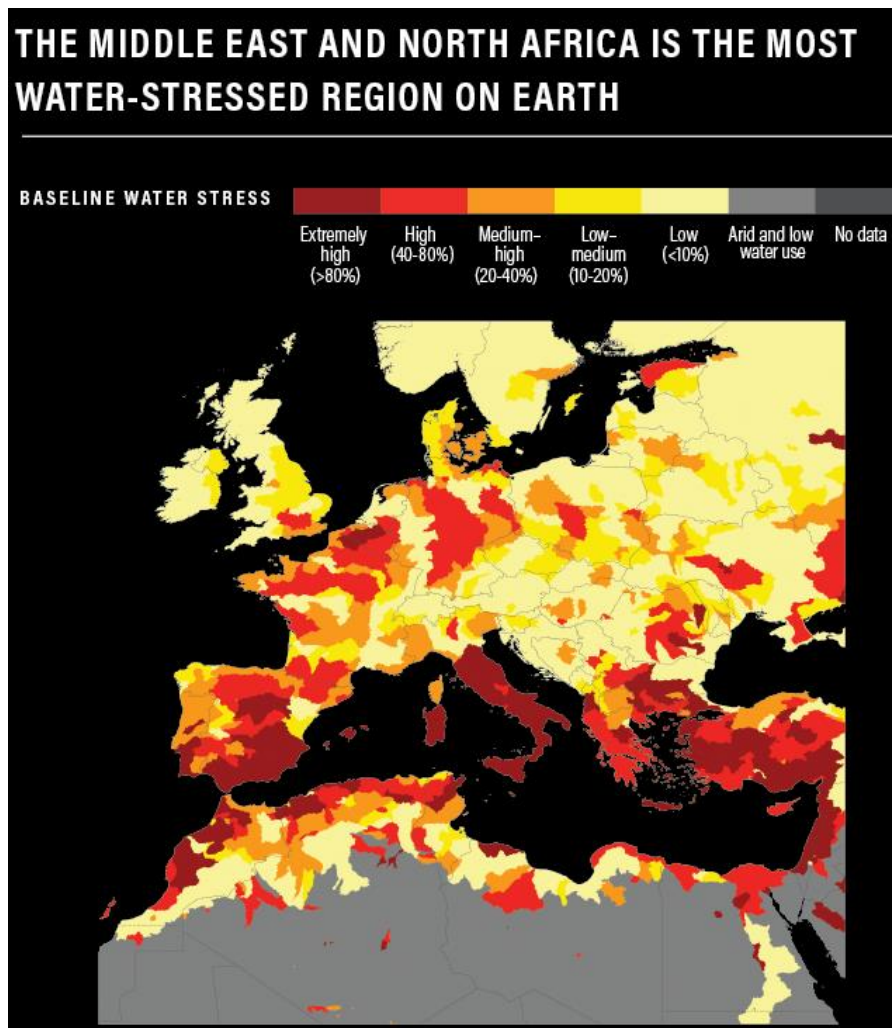 THE MIDDLE EAST AND NORTH AFRICA IS THE MOST
WATER-STRESSED REGION ON EARTH
BASELINE WATER STRESS
Extremely
high
(>80%)
High
(40-80%)
Medium–
high
(20-40%)
Low–
medium
(10-20%)
Low
(<10%)
Arid and low
water use
No data